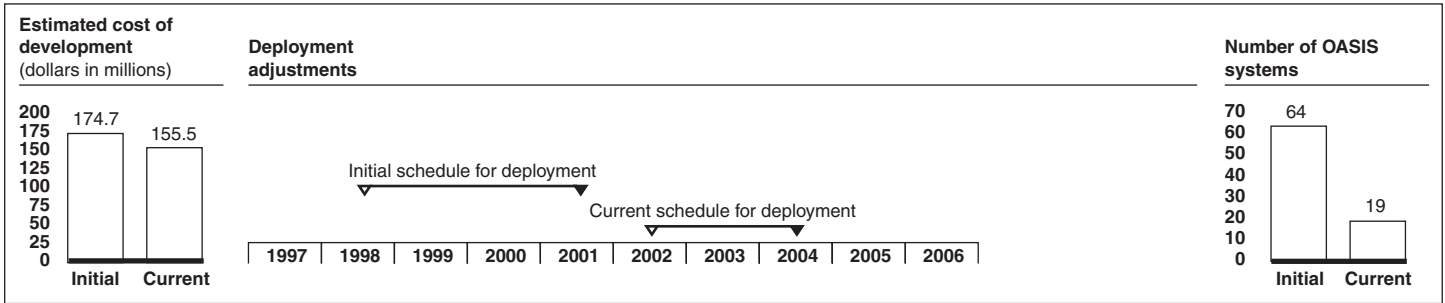 Estimated cost of
development
(dollars in millions)
200
175
150
125
100
75
50
25
0
174.7
155.5
Initial Current
Deployment
adjustments
Initial schedule for deployment
Current schedule for deployment
1997 1998 1999 2000 2001 2002 2003 2004 2005 2006
Number of OASIS
systems
70
60
50
40
30
20
10
0
64
19
Initial Current